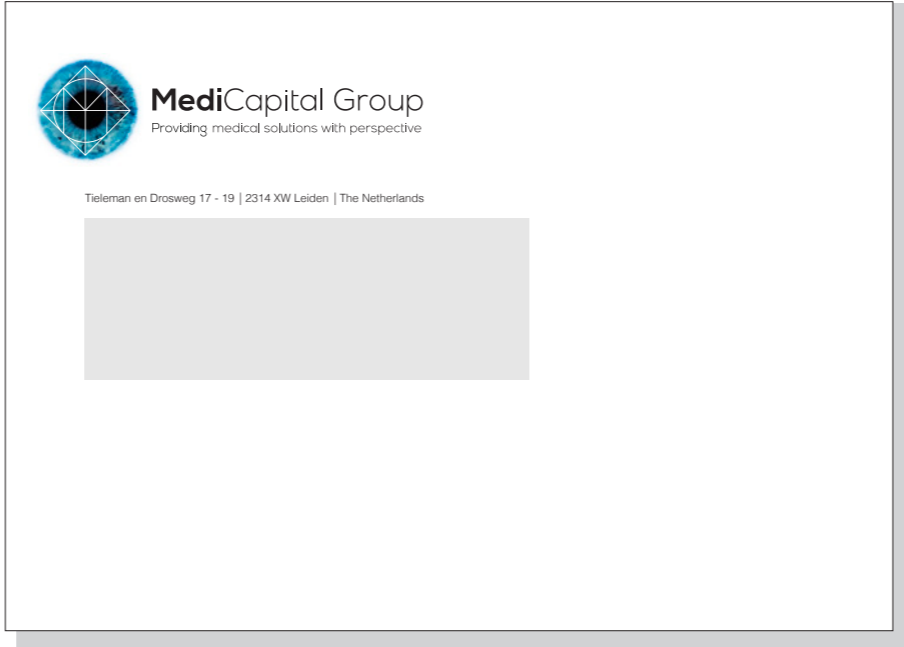 MediCapital Group
Providing medical solutions with perspective
Tieleman en Drosweg 17 - 19 | 2314 XW Leiden | The Netherlands